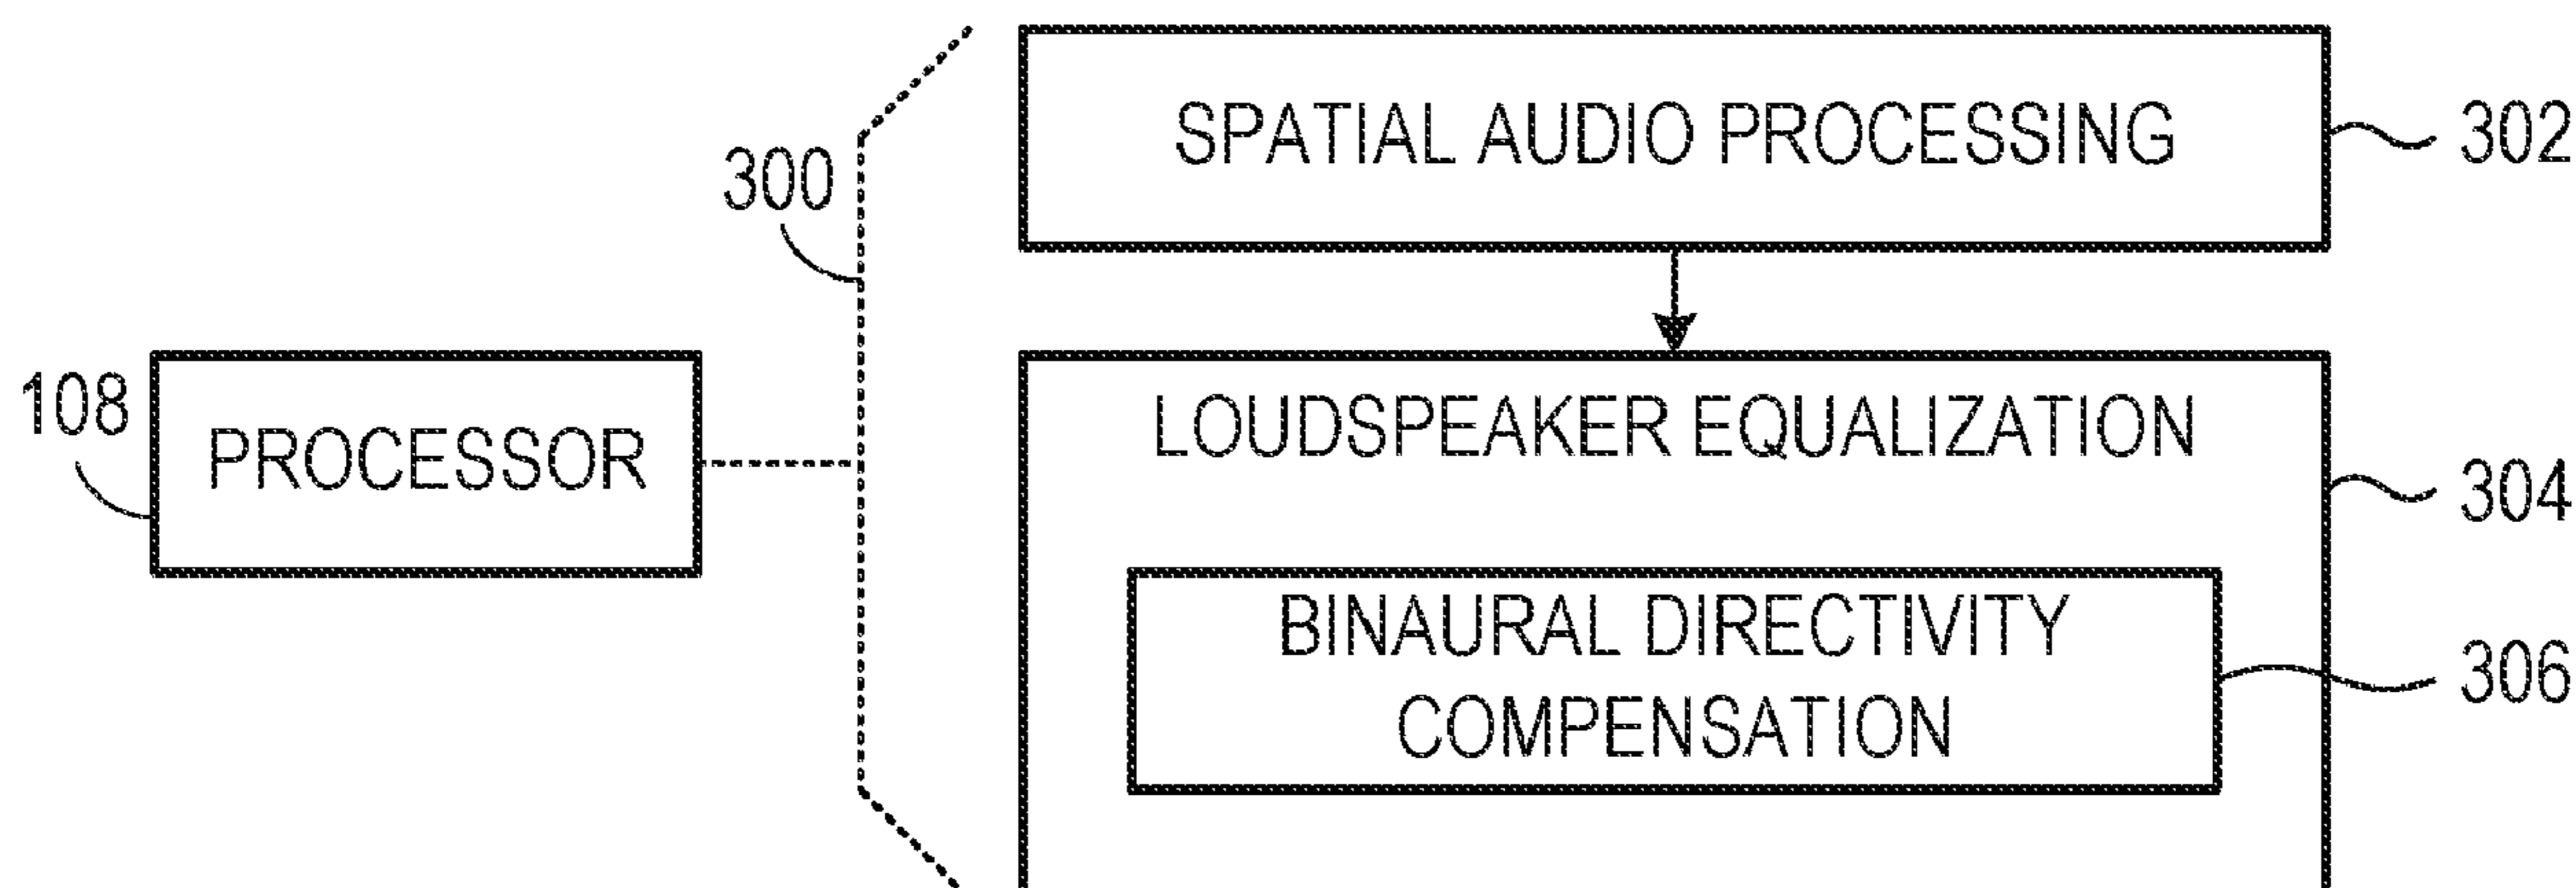 SPATIAL AUDIO PROCESSING
302
300
LOUDSPEAKER EQUALIZATION
304
108
PROCESSOR
BINAURAL DIRECTIVITY
COMPENSATION
306